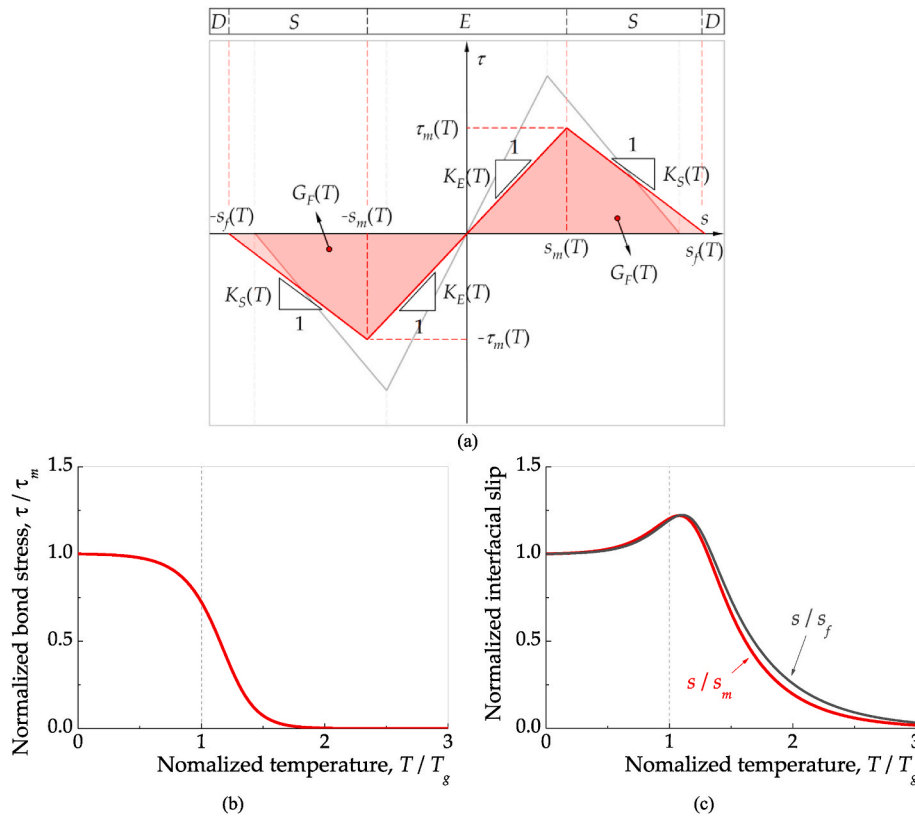 D S E S D
τ
τm(T)
1 1
KE(T) KS(T)
GF(T)
-sf(T) -sm(T) s
sm(T) sf(T)
GF(T)
KS(T) KE(T)
1 1
-τm(T)
(a)
1.5
1.0
0.5
0.0
0 1 2 3
Normalized bond stress, τ / τm
Nomalized temperature, T / Tg
(b)
1.5
1.0
0.5
0.0
0 1 2 3
Normalized interfacial slip
s / sf
s / sm
Nomalized temperature, T / Tg
(c)